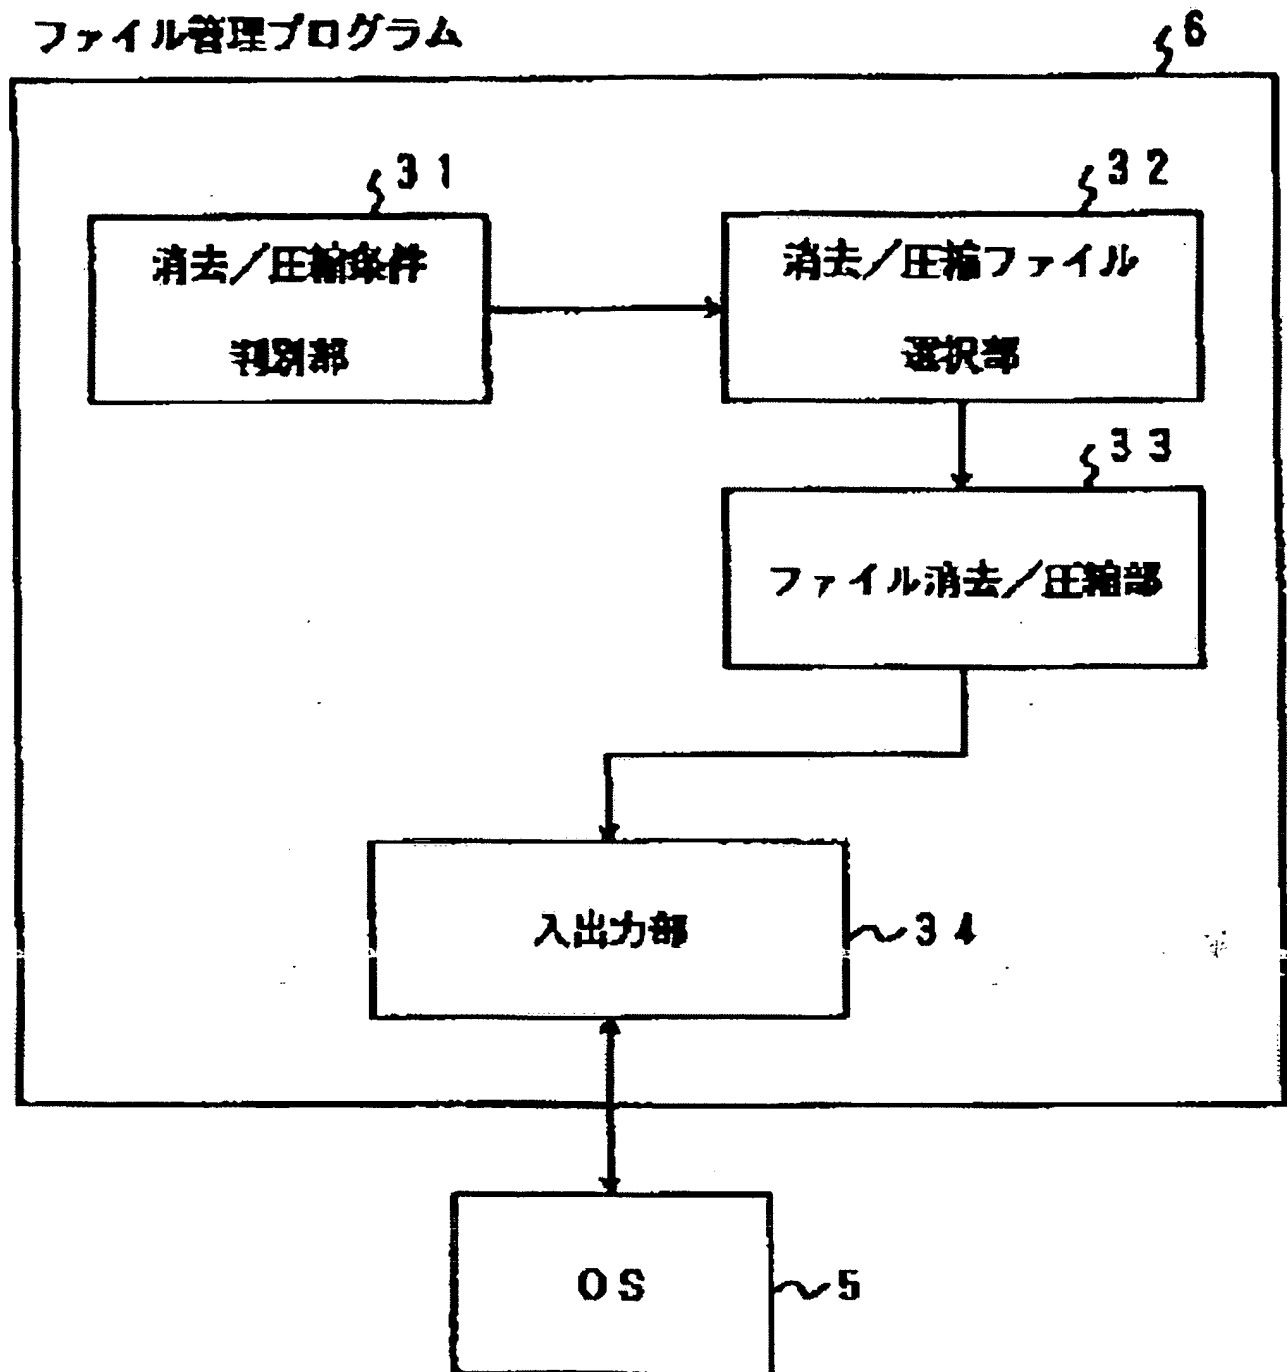 ファイル管理プログラム
6
31
消去／圧縮条件
判別部
32
消去／圧縮ファイル
選択部
33
ファイル消去／圧縮部
入出力部
34
OS
5